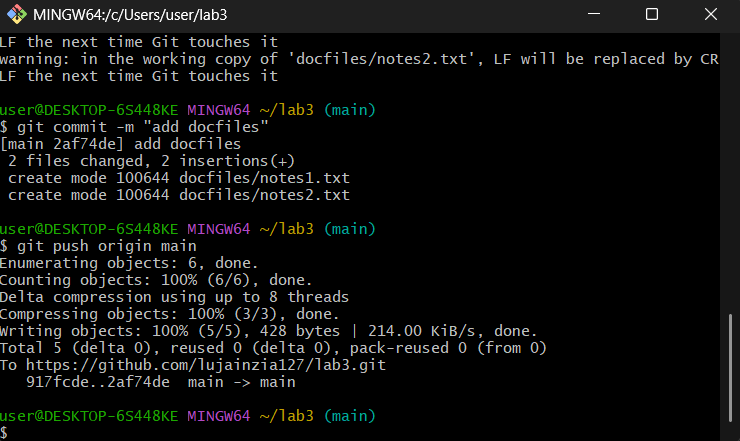 MINGW64:/c/Users/user/lab3
LF the next time Git touches it
warning: in the working copy of 'docfiles/notes2.txt', LF will be replaced by CR
LF the next time Git touches it
user@DESKTOP-6S448KE MINGW64 ~/lab3 (main)
$ git commit -m "add docfiles"
[main 2af74de] add docfiles
 2 files changed, 2 insertions(+)
 create mode 100644 docfiles/notes1.txt
 create mode 100644 docfiles/notes2.txt
user@DESKTOP-6S448KE MINGW64 ~/lab3 (main)
$ git push origin main
Enumerating objects: 6, done.
Counting objects: 100% (6/6), done.
Delta compression using up to 8 threads
Compressing objects: 100% (3/3), done.
Writing objects: 100% (5/5), 428 bytes | 214.00 KiB/s, done.
Total 5 (delta 0), reused 0 (delta 0), pack-reused 0 (from 0)
To https://github.com/lujainzia127/lab3.git
   917fcde..2af74de  main -> main
user@DESKTOP-6S448KE MINGW64 ~/lab3 (main)
$